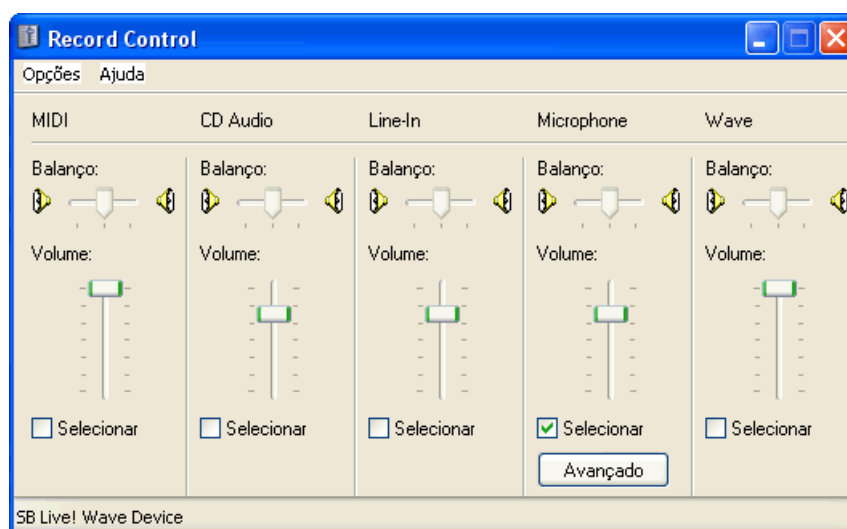 Record Control
Opções Ajuda
MIDI CD Audio Line-In Microphone Wave
Balanço: Balanço: Balanço: Balanço: Balanço:
Volume: Volume: Volume: Volume: Volume:
Selecionar Selecionar Selecionar Selecionar Selecionar
Avançado
SB Live! Wave Device